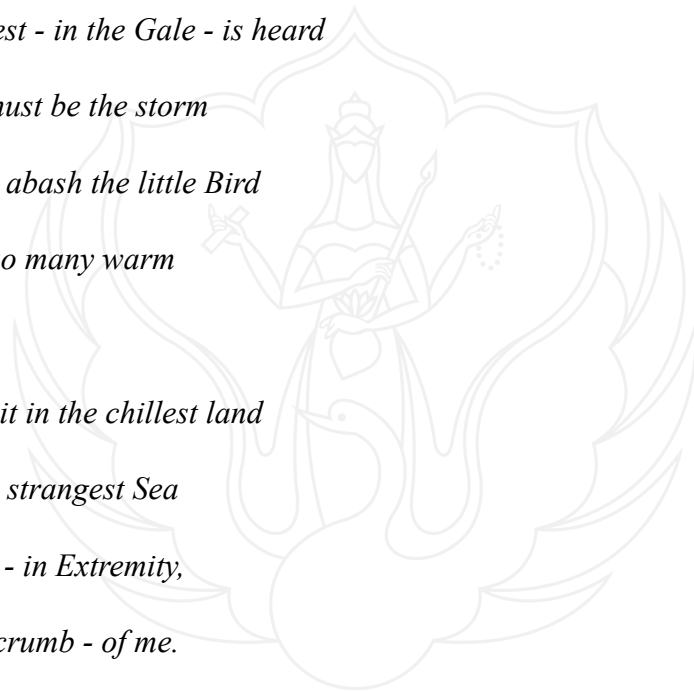 est - in the Gale - is heard
ust be the storm
abash the little Bird
o many warm
it in the chillest land
strangest Sea
- in Extremity,
crumb - of me.